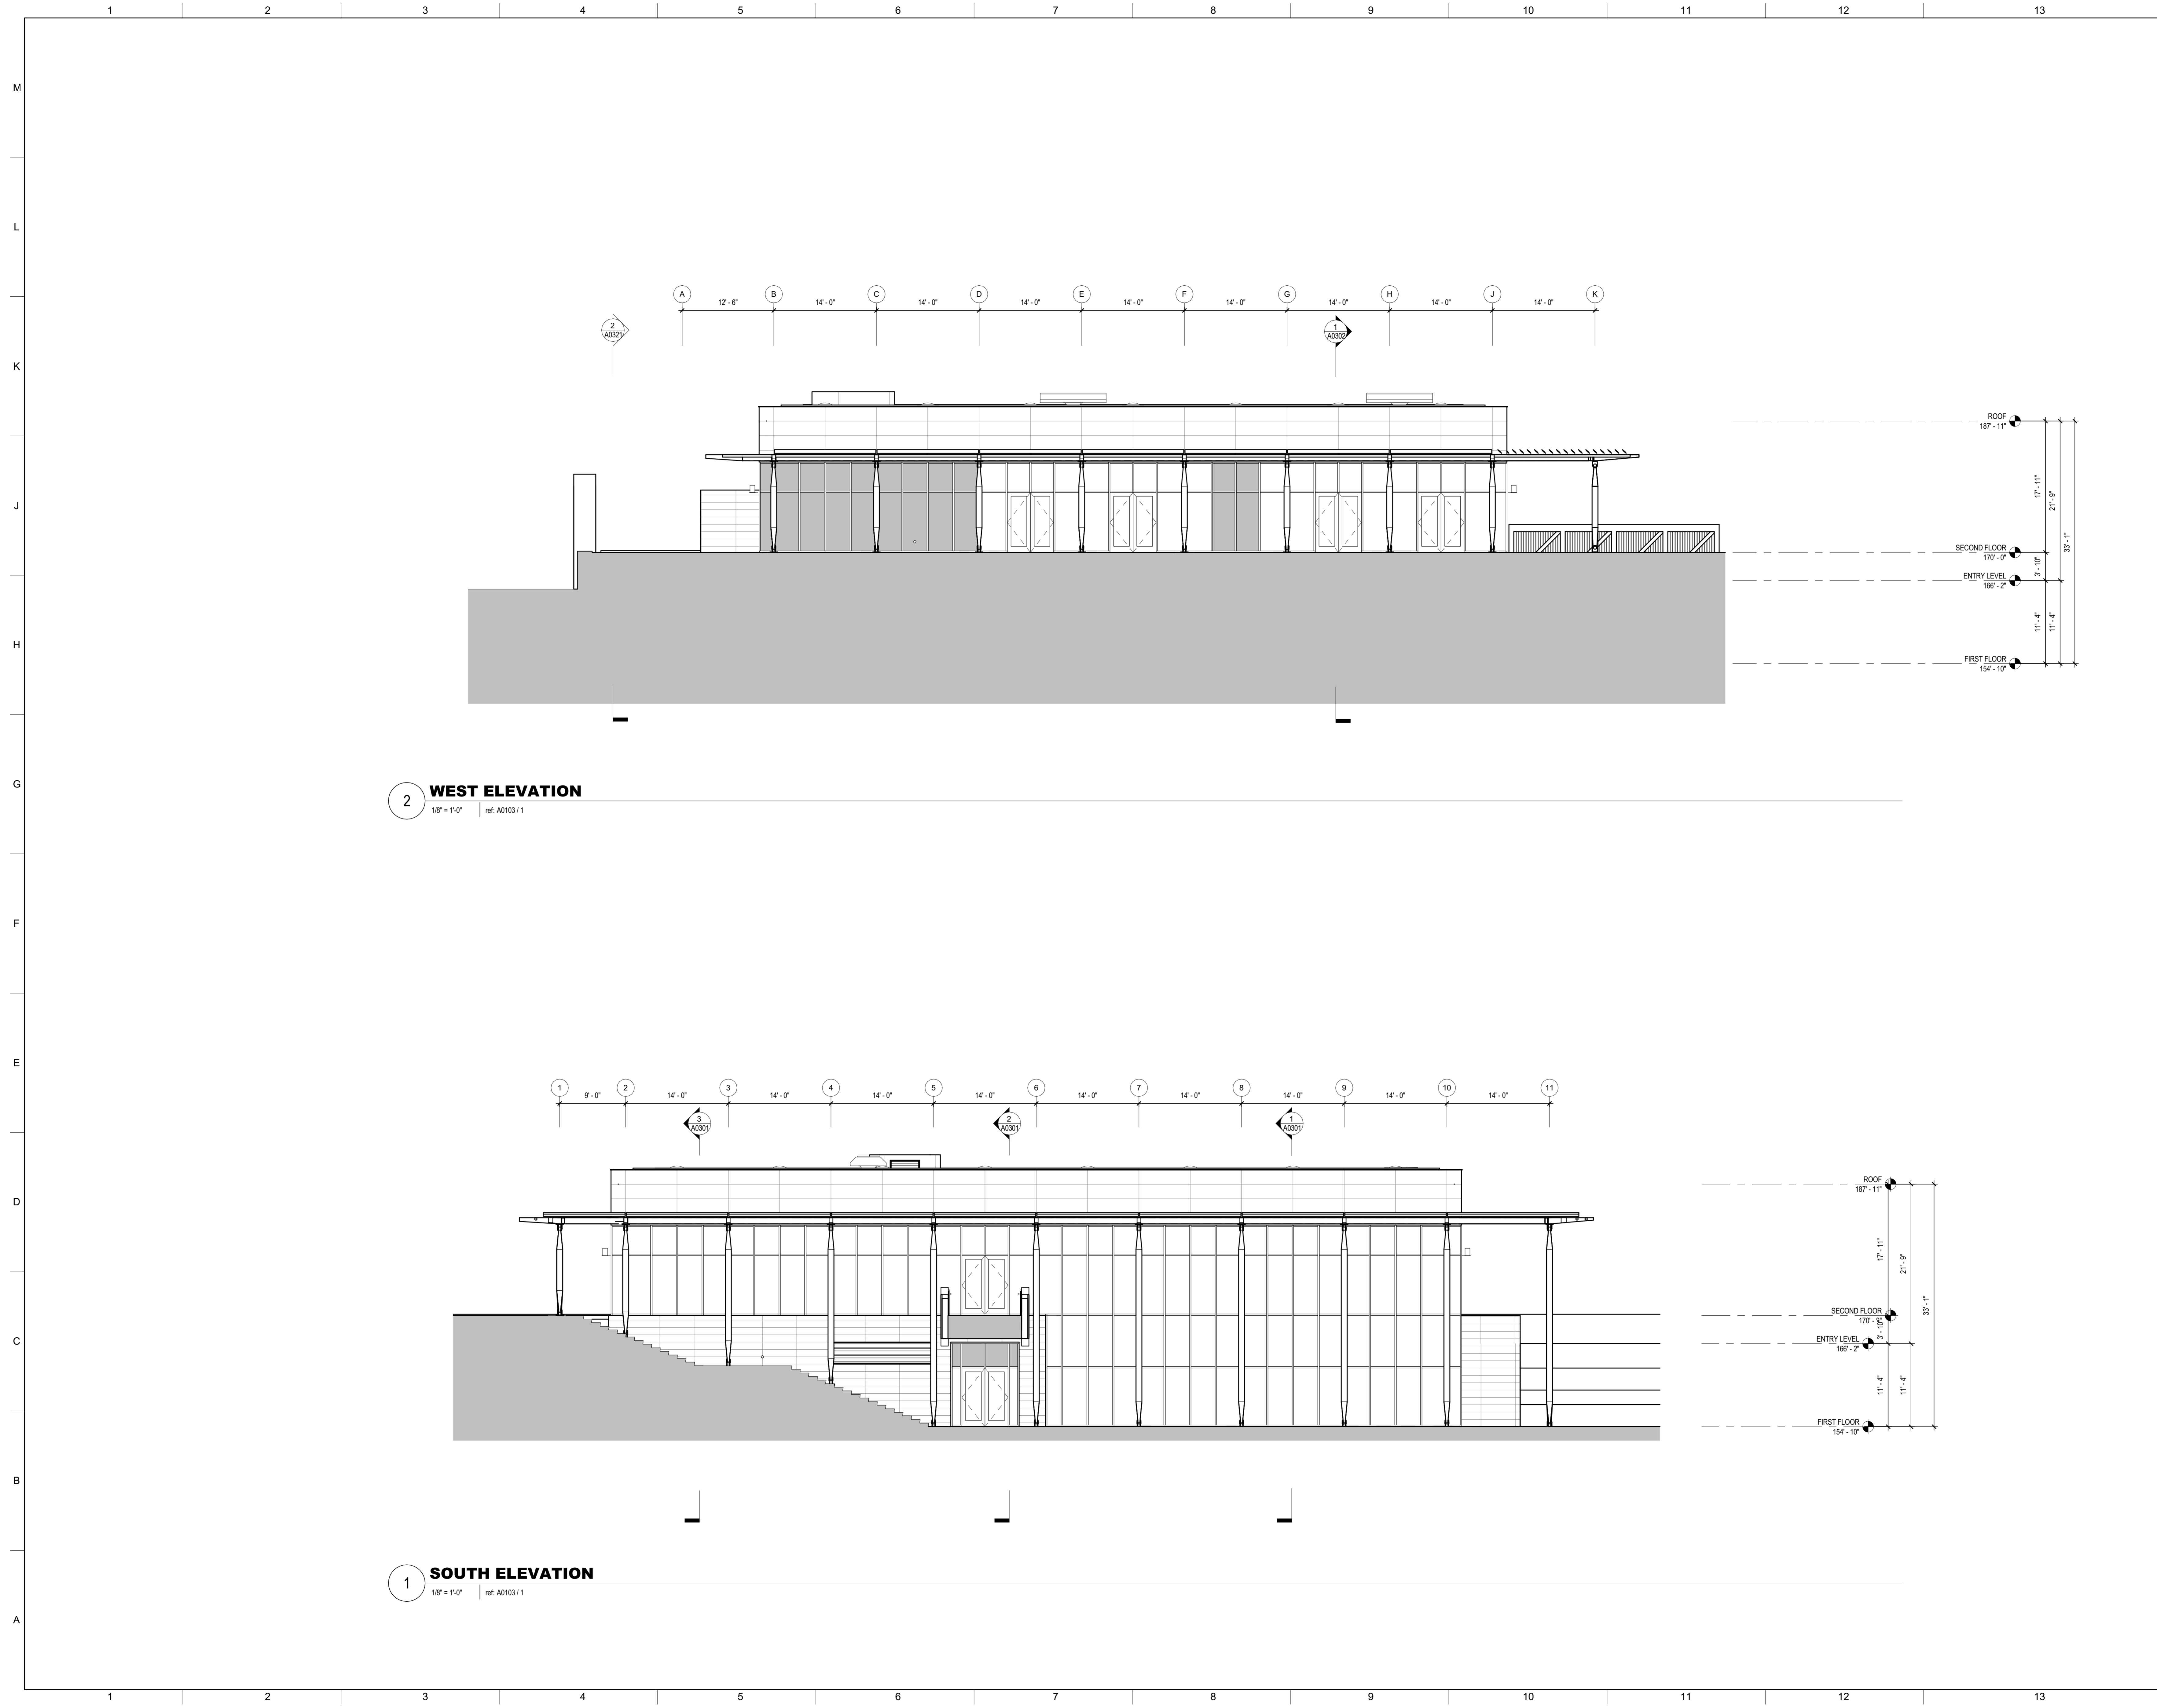 1 2 3 4 5 6 7 8 9 10 11 12 13
M
L
K
J
H
G
F
E
D
C
B
A
A B C D E F G H J K
12' - 6" 14' - 0" 14' - 0" 14' - 0" 14' - 0" 14' - 0" 14' - 0" 14' - 0" 14' - 0"
2
A0321
1
A0302
ROOF
187' - 11"
SECOND FLOOR
170' - 0"
ENTRY LEVEL
166' - 2"
FIRST FLOOR
154' - 10"
17' - 11"
3' - 10"
11' - 4"
21' - 9"
11' - 4"
33' - 1"
2
WEST ELEVATION
1/8" = 1'-0"
ref: A0103 / 1
1 2 3 4 5 6 7 8 9 10 11
9' - 0" 14' - 0" 14' - 0" 14' - 0" 14' - 0" 14' - 0" 14' - 0" 14' - 0" 14' - 0" 14' - 0"
3
A0301
2
A0301
1
A0301
ROOF
187' - 11"
SECOND FLOOR
170' - 0"
ENTRY LEVEL
166' - 2"
FIRST FLOOR
154' - 10"
17' - 11"
3' - 10"
11' - 4"
21' - 9"
11' - 4"
33' - 1"
1
SOUTH ELEVATION
1/8" = 1'-0"
ref: A0103 / 1
1 2 3 4 5 6 7 8 9 10 11 12 13